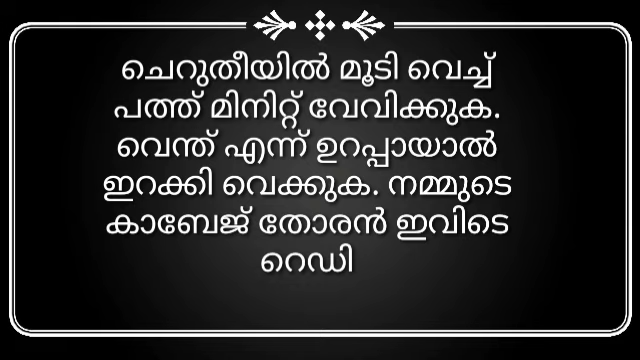 ചെറുതീയിൽ മൂടി വെച്ച്
പത്ത് മിനിറ്റ് വേവിക്കുക.
വെന്ത് എന്ന് ഉറപ്പായാൽ
ഇറക്കി വെക്കുക. നമ്മുടെ
കാബേജ് തോരൻ ഇവിടെ
റെഡി